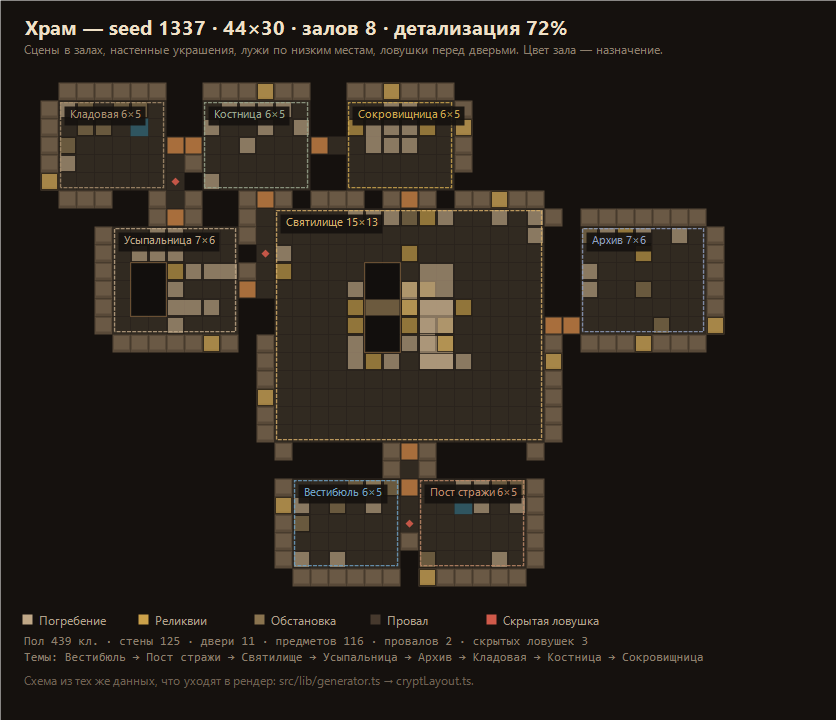 Храм — seed 1337 · 44×30 · залов 8 · детализация 72%
Сцены в залах, настенные украшения, лужи по низким местам, ловушки перед дверьми. Цвет зала — назначение.
Кладовая 6×5
Костница 6×5
Сокровищница 6×5
Святилище 15×13
Усыпальница 7×6
Архив 7×6
Вестибюль 6×5
Пост стражи 6×5
Погребение
Реликвии
Обстановка
Провал
Скрытая ловушка
Пол 439 кл. · стены 125 · двери 11 · предметов 116 · провалов 2 · скрытых ловушек 3
Темы: Вестибюль → Пост стражи → Святилище → Усыпальница → Архив → Кладовая → Костница → Сокровищница
Схема из тех же данных, что уходят в рендер: src/lib/generator.ts → cryptLayout.ts.